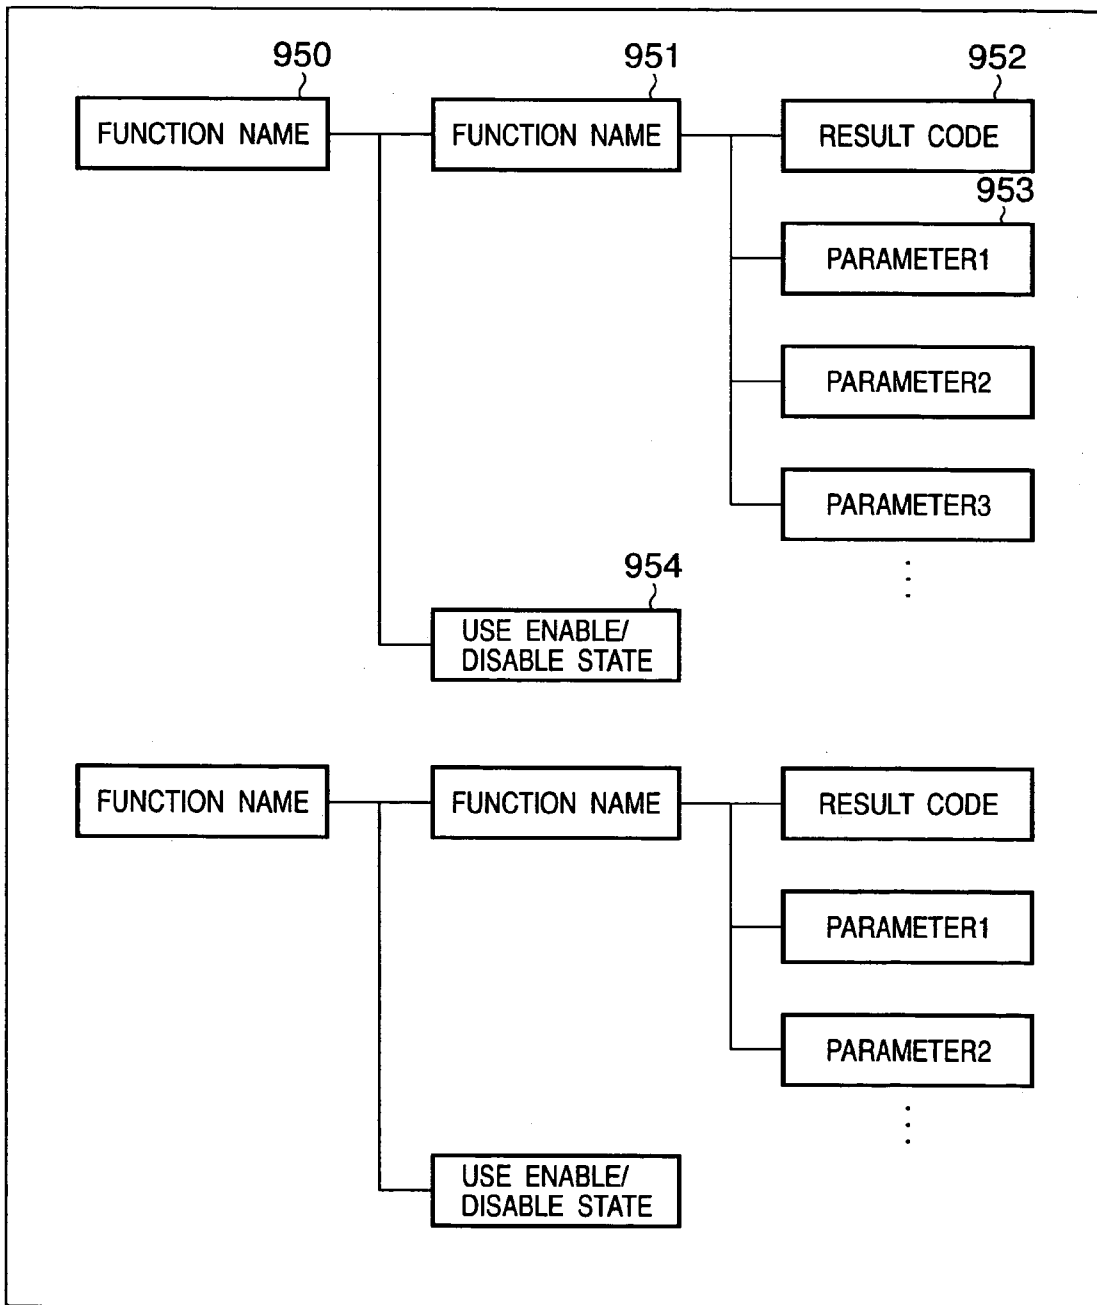 950
951
952
FUNCTION NAME
FUNCTION NAME
RESULT CODE
953
PARAMETER1
PARAMETER2
PARAMETER3
954
USE ENABLE/
DISABLE STATE
FUNCTION NAME
FUNCTION NAME
RESULT CODE
PARAMETER1
PARAMETER2
USE ENABLE/
DISABLE STATE